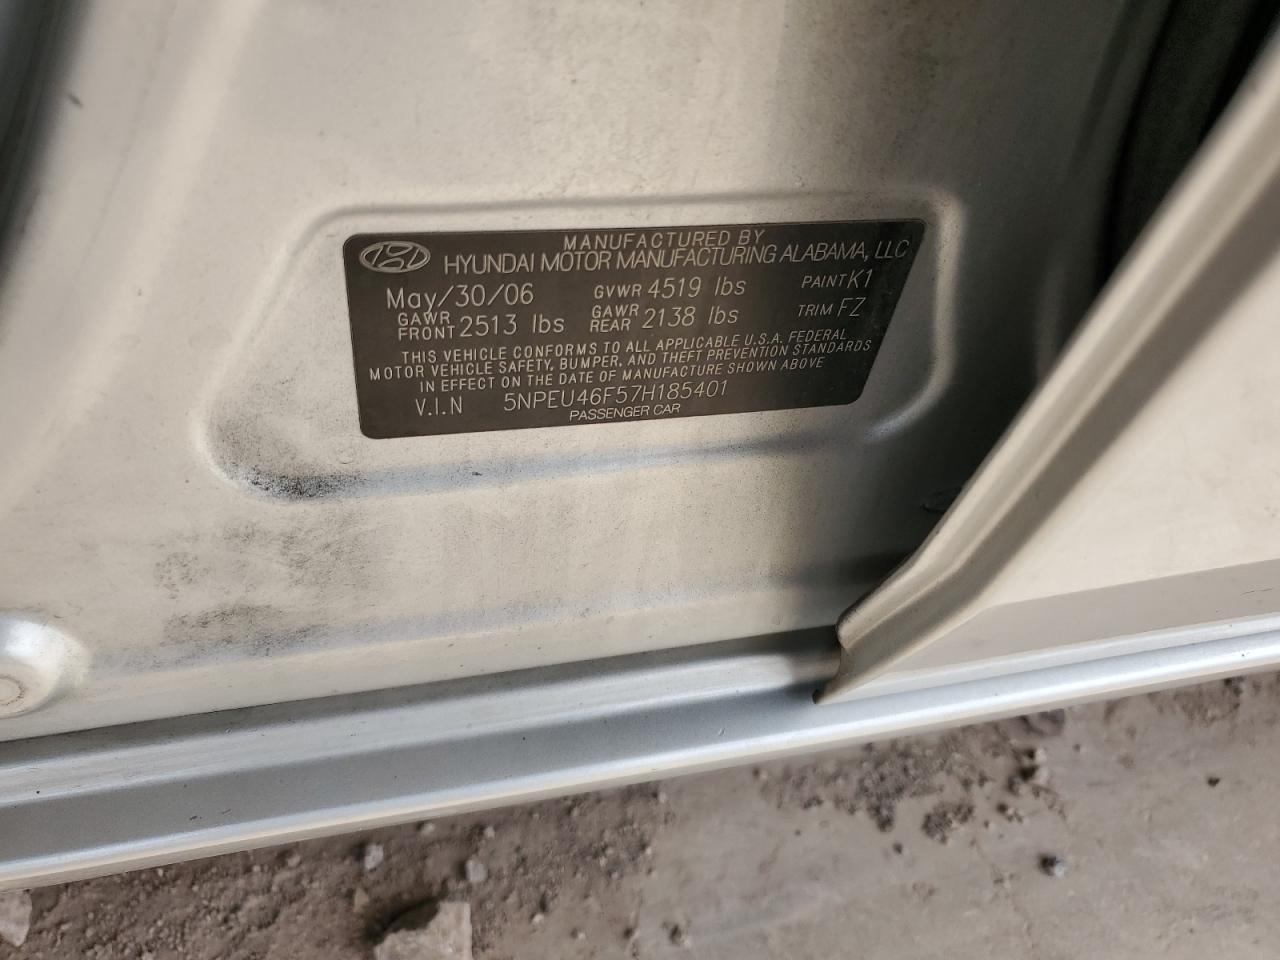 MANUFACTURED BY
HYUNDAI MOTOR MANUFACTURING ALABAMA, LLC
May/30/06 GVWR 4519 lbs PAINT K1
GAWR FRONT 2513 lbs GAWR REAR 2138 lbs TRIM FZ
THIS VEHICLE CONFORMS TO ALL APPLICABLE U.S.A. FEDERAL
MOTOR VEHICLE SAFETY, BUMPER, AND THEFT PREVENTION STANDARDS
IN EFFECT ON THE DATE OF MANUFACTURE SHOWN ABOVE
V.I.N 5NPEU46F57H185401
PASSENGER CAR